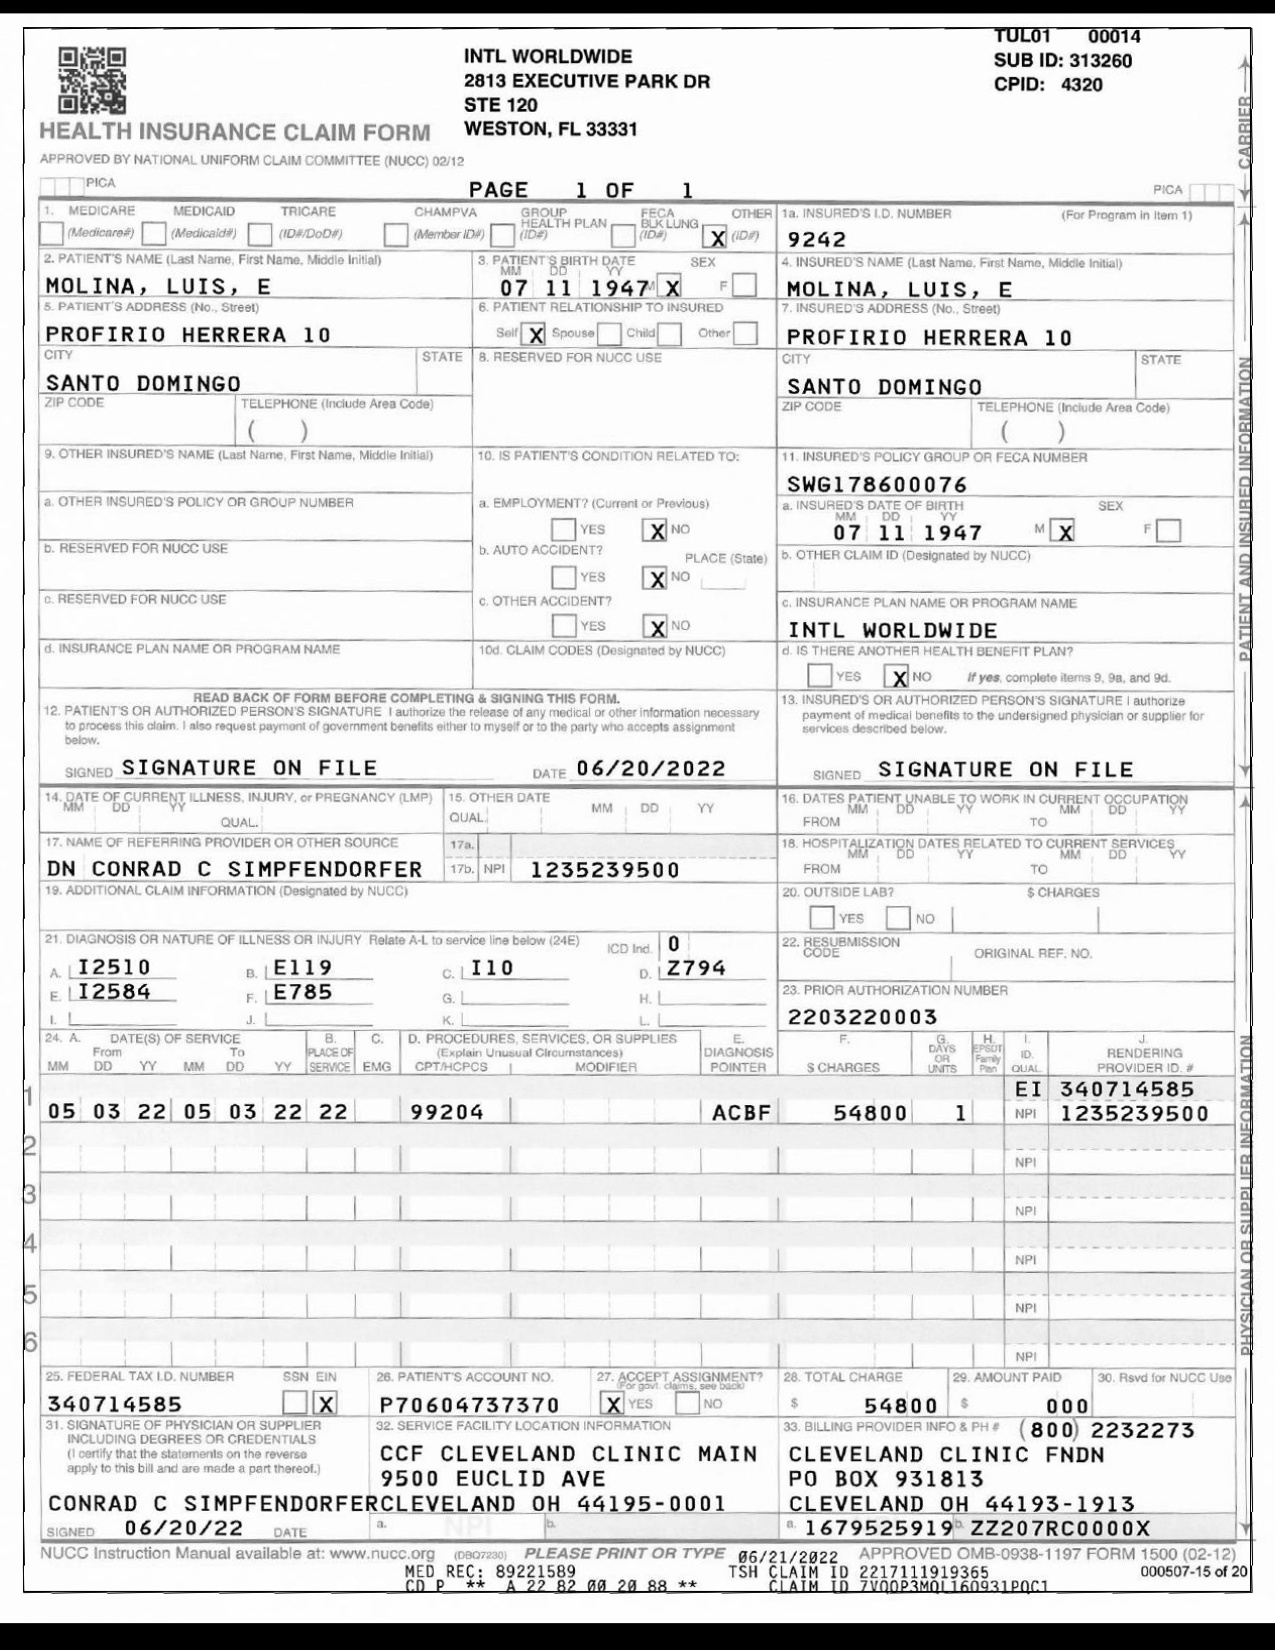 TUL01 00014
SUB ID: 313260
CPID: 4320
INTL WORLDWIDE
2813 EXECUTIVE PARK DR
STE 120
WESTON, FL 33331
HEALTH INSURANCE CLAIM FORM
APPROVED BY NATIONAL UNIFORM CLAIM COMMITTEE (NUCC) 02/12
PICA PAGE 1 OF 1 PICA
CARRIER
1. MEDICARE MEDICAID TRICARE CHAMPVA GROUP HEALTH PLAN FECA BLK LUNG OTHER
(Medicare#) (Medicaid#) (ID#/DoD#) (Member ID#) (ID#) (ID#) X (ID#)
1a. INSURED'S I.D. NUMBER (For Program in Item 1)
9242
2. PATIENT'S NAME (Last Name, First Name, Middle Initial)
MOLINA, LUIS, E
3. PATIENT'S BIRTH DATE SEX
MM DD YY
07 11 1947 M X F
4. INSURED'S NAME (Last Name, First Name, Middle Initial)
MOLINA, LUIS, E
5. PATIENT'S ADDRESS (No., Street)
PROFIRIO HERRERA 10
6. PATIENT RELATIONSHIP TO INSURED
Self X Spouse Child Other
7. INSURED'S ADDRESS (No., Street)
PROFIRIO HERRERA 10
CITY STATE
SANTO DOMINGO
8. RESERVED FOR NUCC USE
CITY STATE
SANTO DOMINGO
ZIP CODE TELEPHONE (Include Area Code)
( )
ZIP CODE TELEPHONE (Include Area Code)
( )
9. OTHER INSURED'S NAME (Last Name, First Name, Middle Initial)
10. IS PATIENT'S CONDITION RELATED TO:
11. INSURED'S POLICY GROUP OR FECA NUMBER
SWG178600076
a. OTHER INSURED'S POLICY OR GROUP NUMBER
a. EMPLOYMENT? (Current or Previous)
YES X NO
a. INSURED'S DATE OF BIRTH SEX
MM DD YY
07 11 1947 M X F
b. RESERVED FOR NUCC USE
b. AUTO ACCIDENT? PLACE (State)
YES X NO
b. OTHER CLAIM ID (Designated by NUCC)
c. RESERVED FOR NUCC USE
c. OTHER ACCIDENT?
YES X NO
c. INSURANCE PLAN NAME OR PROGRAM NAME
INTL WORLDWIDE
d. INSURANCE PLAN NAME OR PROGRAM NAME
10d. CLAIM CODES (Designated by NUCC)
d. IS THERE ANOTHER HEALTH BENEFIT PLAN?
YES X NO If yes, complete items 9, 9a, and 9d.
READ BACK OF FORM BEFORE COMPLETING & SIGNING THIS FORM.
12. PATIENT'S OR AUTHORIZED PERSON'S SIGNATURE I authorize the release of any medical or other information necessary
to process this claim. I also request payment of government benefits either to myself or to the party who accepts assignment
below.
SIGNED SIGNATURE ON FILE DATE 06/20/2022
13. INSURED'S OR AUTHORIZED PERSON'S SIGNATURE I authorize
payment of medical benefits to the undersigned physician or supplier for
services described below.
SIGNED SIGNATURE ON FILE
PATIENT AND INSURED INFORMATION
14. DATE OF CURRENT ILLNESS, INJURY, or PREGNANCY (LMP)
MM DD YY
QUAL.
15. OTHER DATE
QUAL. MM DD YY
16. DATES PATIENT UNABLE TO WORK IN CURRENT OCCUPATION
MM DD YY MM DD YY
FROM TO
17. NAME OF REFERRING PROVIDER OR OTHER SOURCE
DN CONRAD C SIMPFENDORFER
17a.
17b. NPI 1235239500
18. HOSPITALIZATION DATES RELATED TO CURRENT SERVICES
MM DD YY MM DD YY
FROM TO
19. ADDITIONAL CLAIM INFORMATION (Designated by NUCC)
20. OUTSIDE LAB? $ CHARGES
YES NO
21. DIAGNOSIS OR NATURE OF ILLNESS OR INJURY Relate A-L to service line below (24E) ICD Ind. 0
A. I2510 B. E119 C. I10 D. Z794
E. I2584 F. E785 G. H.
I. J. K. L.
22. RESUBMISSION CODE ORIGINAL REF. NO.
23. PRIOR AUTHORIZATION NUMBER
2203220003
24. A. DATE(S) OF SERVICE B. C. D. PROCEDURES, SERVICES, OR SUPPLIES E. F. G. H. I. J.
From To PLACE OF (Explain Unusual Circumstances) DIAGNOSIS DAYS OR UNITS EPSDT Family Plan ID. RENDERING
MM DD YY MM DD YY SERVICE EMG CPT/HCPCS MODIFIER POINTER $ CHARGES QUAL. PROVIDER ID. #
1 EI 340714585
05 03 22 05 03 22 22 99204 ACBF 54800 1 NPI 1235239500
2 NPI
3 NPI
4 NPI
5 NPI
6 NPI
PHYSICIAN OR SUPPLIER INFORMATION
25. FEDERAL TAX I.D. NUMBER SSN EIN
340714585 X
26. PATIENT'S ACCOUNT NO.
P70604737370
27. ACCEPT ASSIGNMENT?
(For govt. claims, see back)
X YES NO
28. TOTAL CHARGE
$ 54800
29. AMOUNT PAID
$ 000
30. Rsvd for NUCC Use
31. SIGNATURE OF PHYSICIAN OR SUPPLIER
INCLUDING DEGREES OR CREDENTIALS
(I certify that the statements on the reverse
apply to this bill and are made a part thereof.)
CONRAD C SIMPFENDORFER
SIGNED 06/20/22 DATE
32. SERVICE FACILITY LOCATION INFORMATION
CCF CLEVELAND CLINIC MAIN
9500 EUCLID AVE
CLEVELAND OH 44195-0001
a. NPI b.
33. BILLING PROVIDER INFO & PH # (800) 2232273
CLEVELAND CLINIC FNDN
PO BOX 931813
CLEVELAND OH 44193-1913
a. 1679525919 b. ZZ207RC0000X
NUCC Instruction Manual available at: www.nucc.org (DBQ7230) PLEASE PRINT OR TYPE 06/21/2022 APPROVED OMB-0938-1197 FORM 1500 (02-12)
MED REC: 89221589 TSH CLAIM ID 2217111919365 000507-15 of 20
CD P ** A 22 82 00 20 88 ** CLAIM ID 7VQQP3MQL160931PQC1